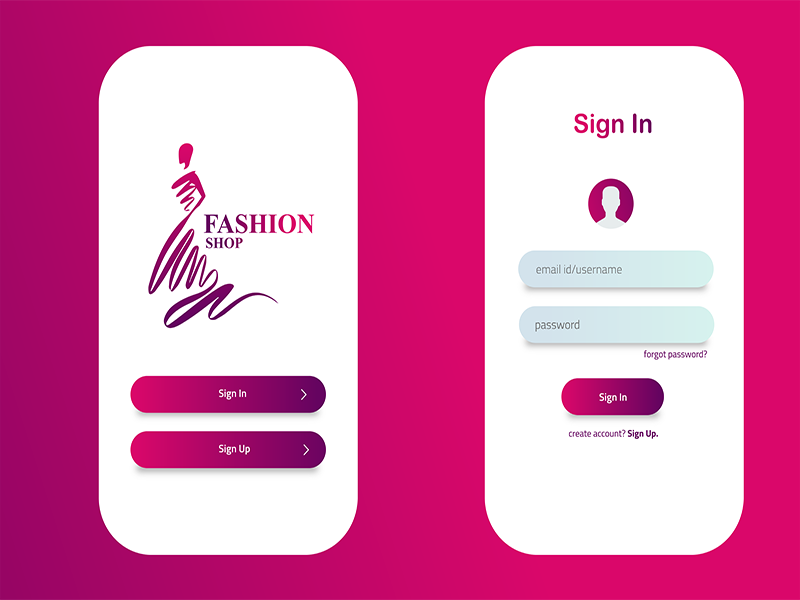 FASHION
SHOP
Sign In
Sign Up
Sign In
email id/username
password
forgot password?
Sign In
create account? Sign Up.